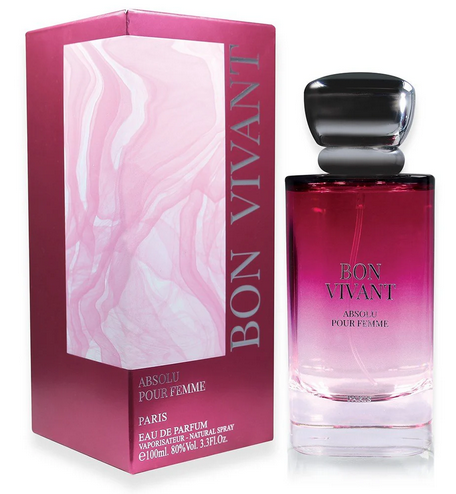 BON VIVANT
ABSOLU
POUR FEMME
PARIS
EAU DE PARFUM
VAPORISATEUR - NATURAL SPRAY
℮100ml. 80%Vol. 3.3Fl.Oz.
BON
VIVANT
ABSOLU
POUR FEMME